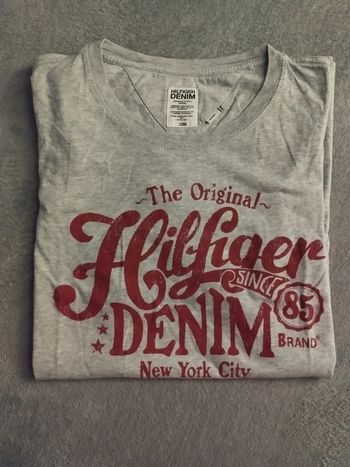 HILFIGER
DENIM
~The Original~
Hilfiger
SINCE
85
DENIM
BRAND
New York City